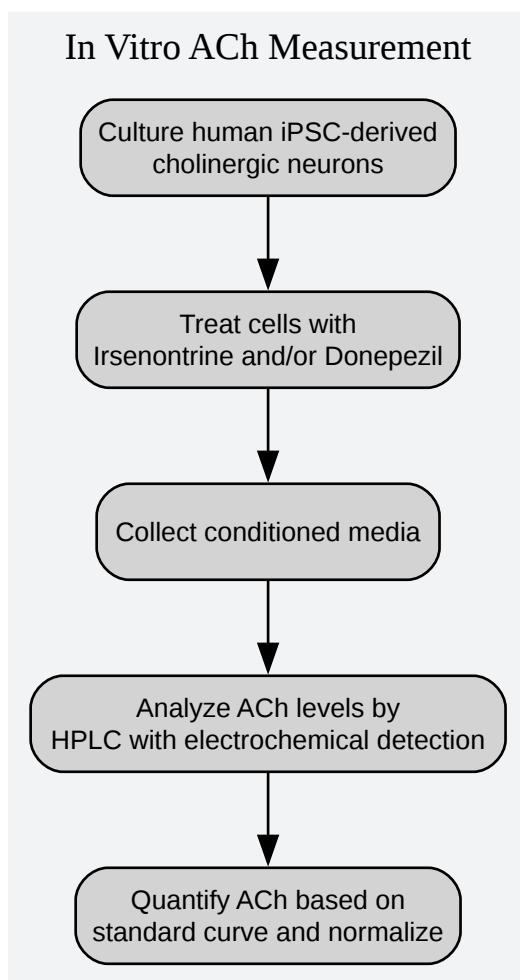 In Vitro ACh Measurement
Culture human iPSC-derived
cholinergic neurons
Treat cells with
Irsenontrine and/or Donepezil
Collect conditioned media
Analyze ACh levels by
HPLC with electrochemical detection
Quantify ACh based on
standard curve and normalize